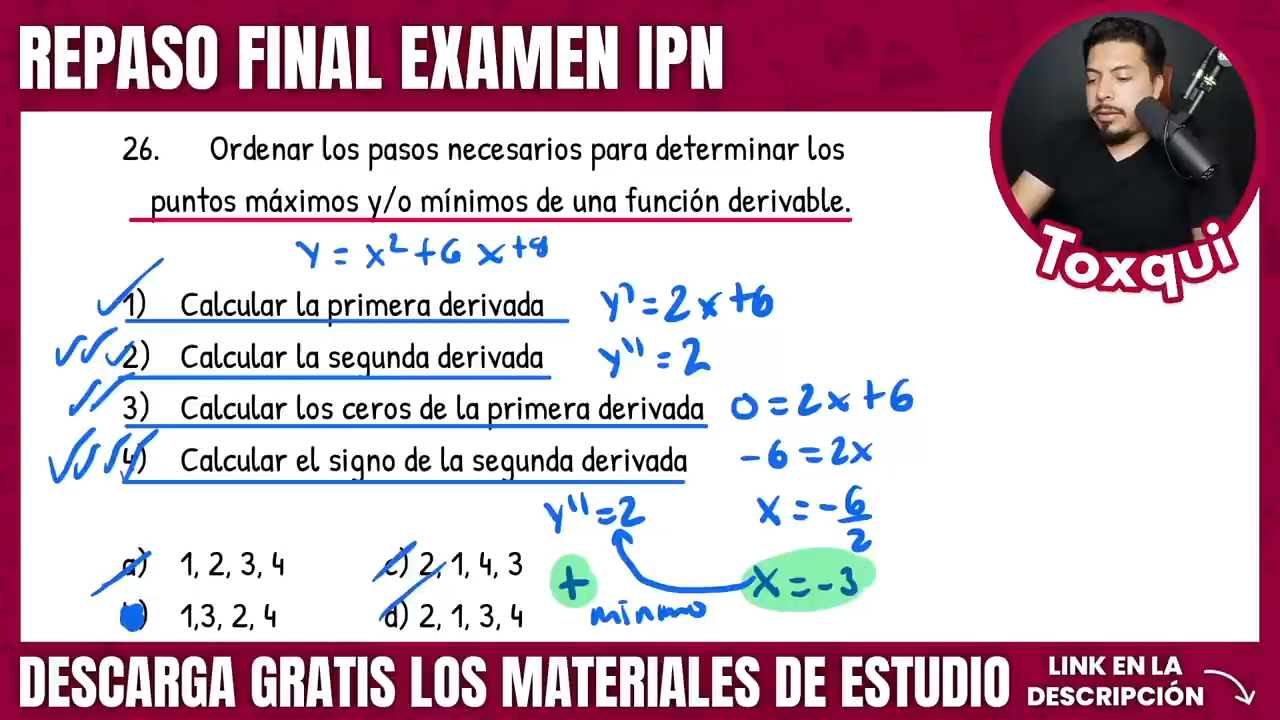 REPASO FINAL EXAMEN IPN
26. Ordenar los pasos necesarios para determinar los
puntos máximos y/o mínimos de una función derivable.
Toxqui
y = x² + 6x + 8
1) Calcular la primera derivada y' = 2x + 6
2) Calcular la segunda derivada y'' = 2
3) Calcular los ceros de la primera derivada 0 = 2x + 6
4) Calcular el signo de la segunda derivada -6 = 2x
y'' = 2 x = -6/2
a) 1, 2, 3, 4 c) 2, 1, 4, 3 + x = -3
b) 1,3, 2, 4 d) 2, 1, 3, 4 mínimo
DESCARGA GRATIS LOS MATERIALES DE ESTUDIO
LINK EN LA
DESCRIPCIÓN